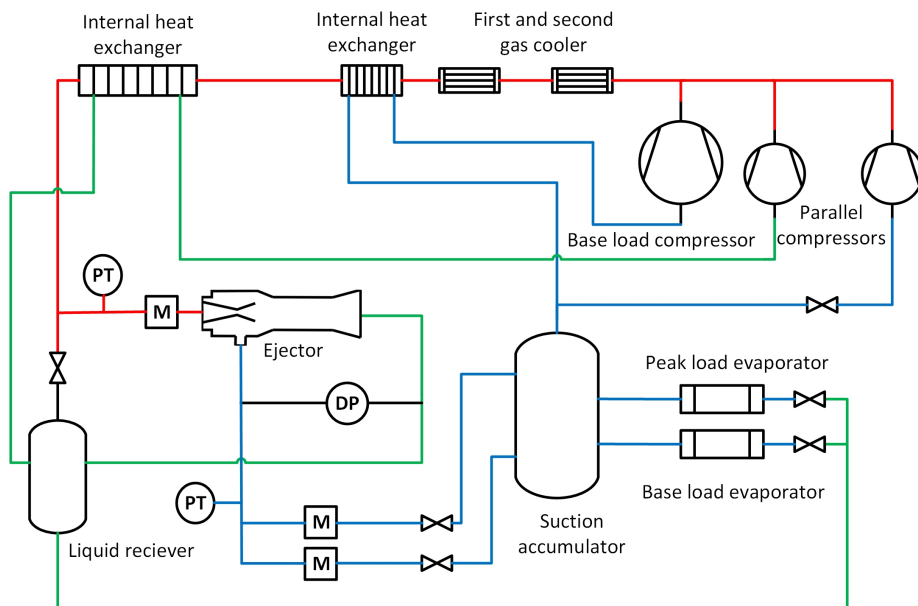 Internal heat
exchanger
Internal heat
exchanger
First and second
gas cooler
Base load compressor
Parallel
compressors
PT
M
Ejector
DP
Peak load evaporator
Base load evaporator
PT
M
M
Suction
accumulator
Liquid reciever